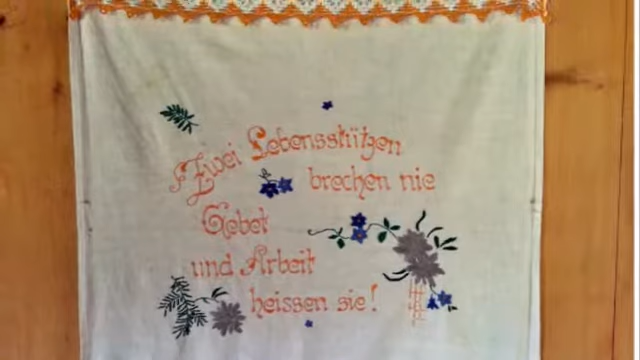 Zwei Lebensstützen
brechen nie
Gebet
und Arbeit
heissen sie!